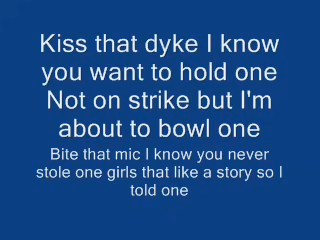 Kiss that dyke I know
you want to hold one
Not on strike but I'm
about to bowl one
Bite that mic I know you never
stole one girls that like a story so I
told one